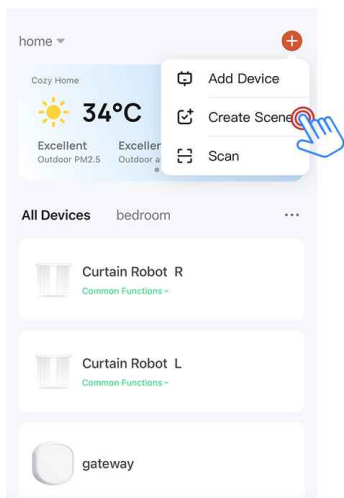 home
Add Device
Cozy Home
34°C
Create Scene
Excellent Excellen
Outdoor PM2.5 Outdoor a
Scan
All Devices bedroom
Curtain Robot R
Common Functions
Curtain Robot L
Common Functions
gateway